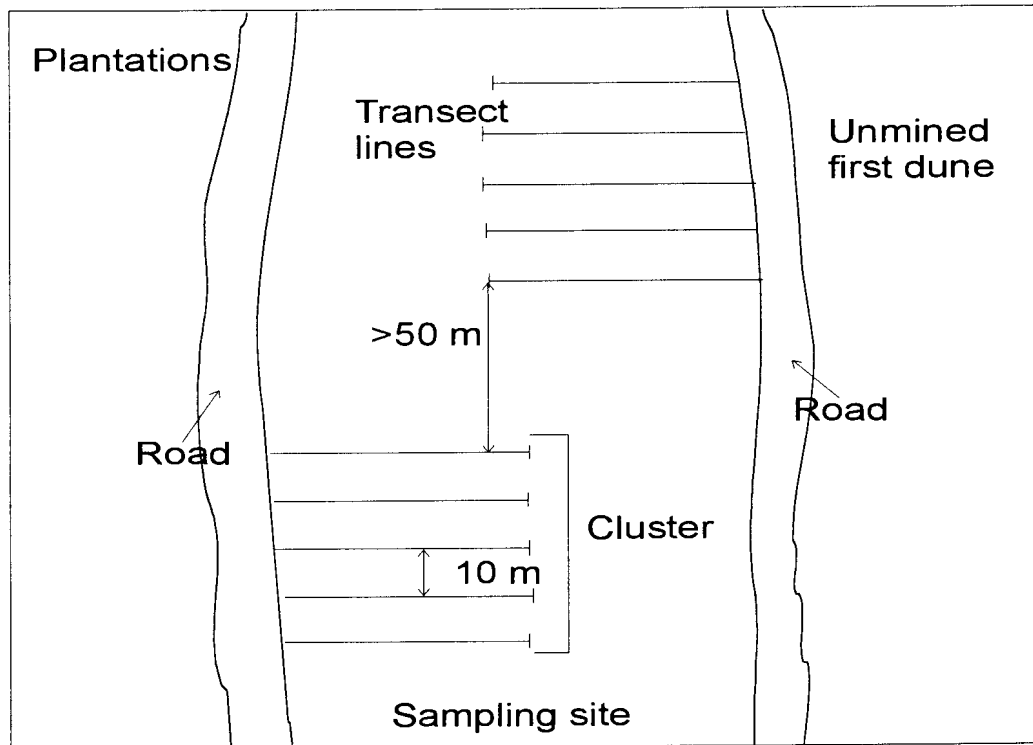 Plantations
Transect
lines
Unmined
first dune
>50 m
Road
Road
Cluster
10 m
Sampling site